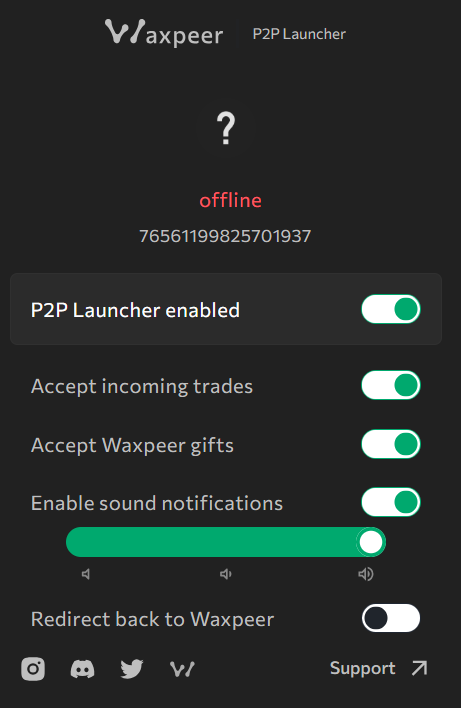 Waxpeer P2P Launcher
?
offline
76561199825701937
P2P Launcher enabled
Accept incoming trades
Accept Waxpeer gifts
Enable sound notifications
Redirect back to Waxpeer
Support